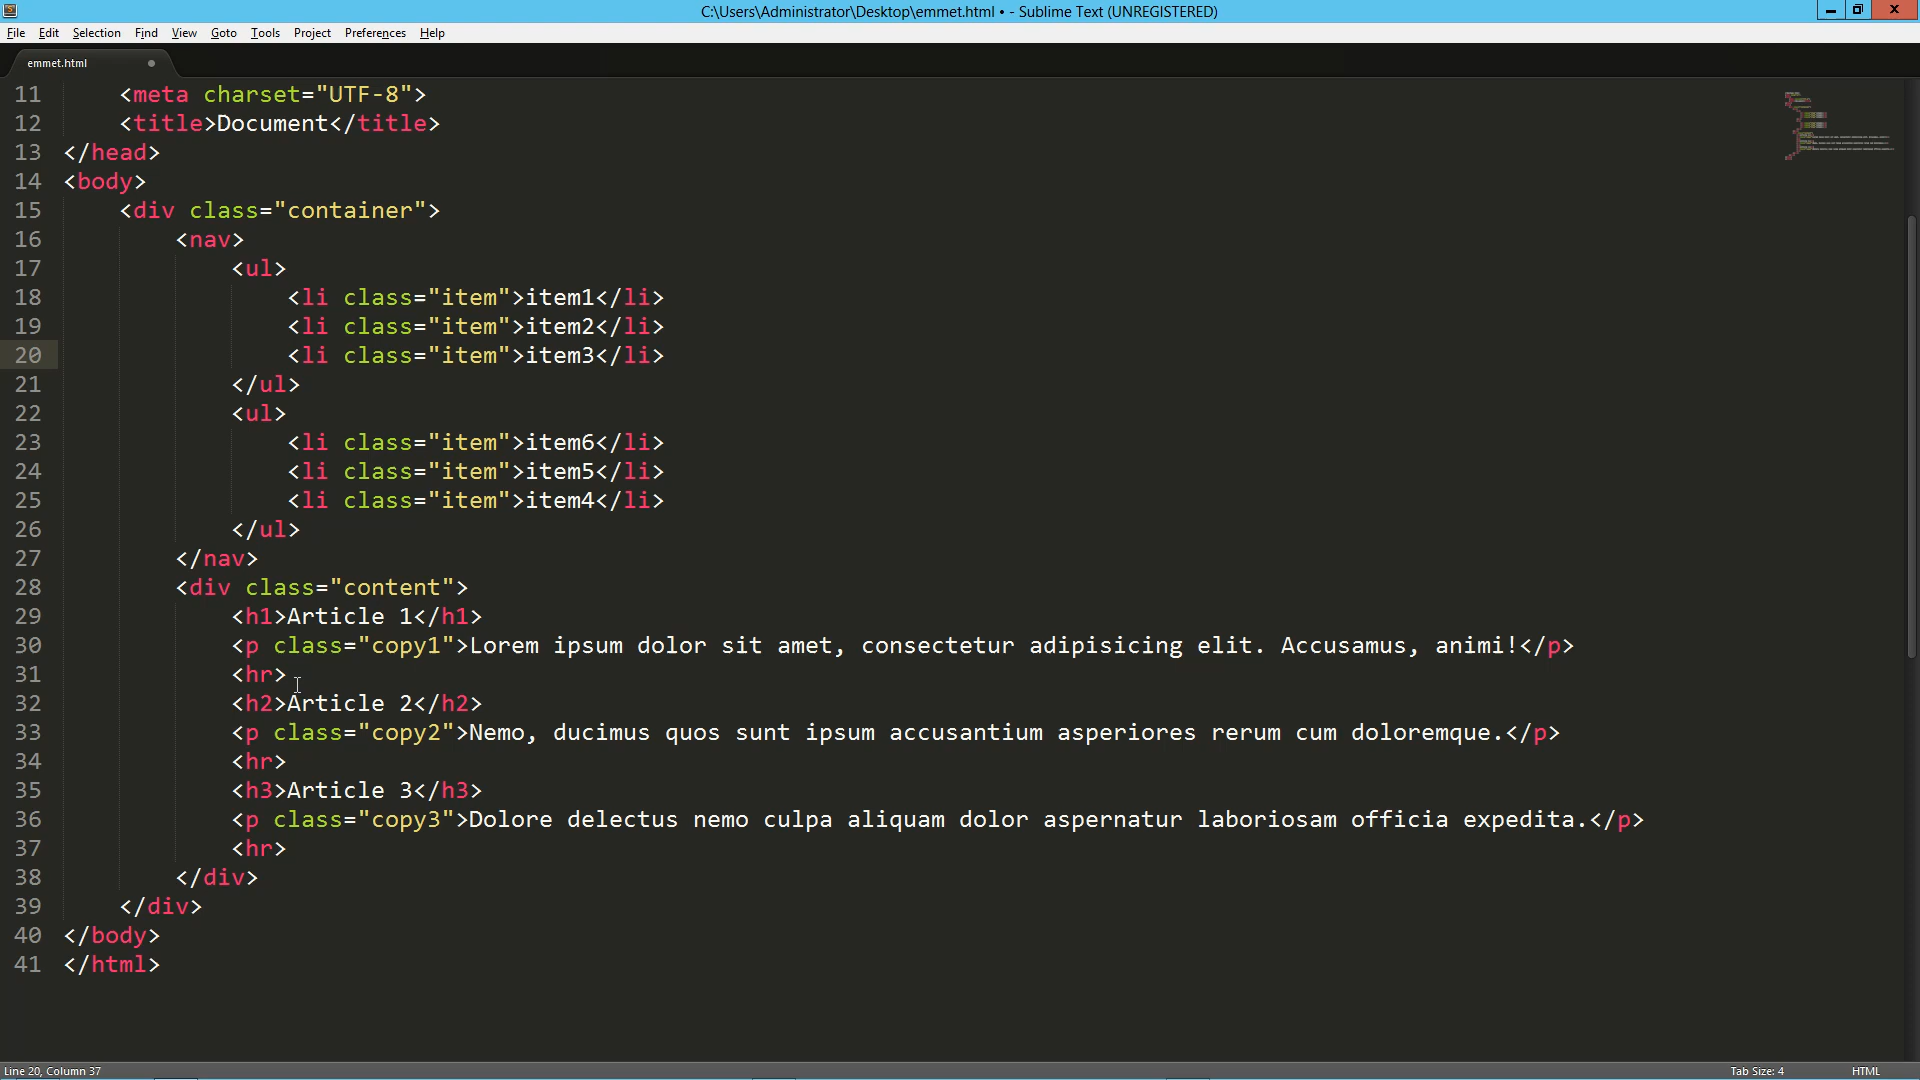 C:\Users\Administrator\Desktop\emmet.html • - Sublime Text (UNREGISTERED)
File Edit Selection Find View Goto Tools Project Preferences Help
emmet.html
11 <meta charset="UTF-8">
12 <title>Document</title>
13 </head>
14 <body>
15 <div class="container">
16 <nav>
17 <ul>
18 <li class="item">item1</li>
19 <li class="item">item2</li>
20 <li class="item">item3</li>
21 </ul>
22 <ul>
23 <li class="item">item6</li>
24 <li class="item">item5</li>
25 <li class="item">item4</li>
26 </ul>
27 </nav>
28 <div class="content">
29 <h1>Article 1</h1>
30 <p class="copy1">Lorem ipsum dolor sit amet, consectetur adipisicing elit. Accusamus, animi!</p>
31 <hr>
32 <h2>Article 2</h2>
33 <p class="copy2">Nemo, ducimus quos sunt ipsum accusantium asperiores rerum cum doloremque.</p>
34 <hr>
35 <h3>Article 3</h3>
36 <p class="copy3">Dolore delectus nemo culpa aliquam dolor aspernatur laboriosam officia expedita.</p>
37 <hr>
38 </div>
39 </div>
40 </body>
41 </html>
Line 20, Column 37 Tab Size: 4 HTML